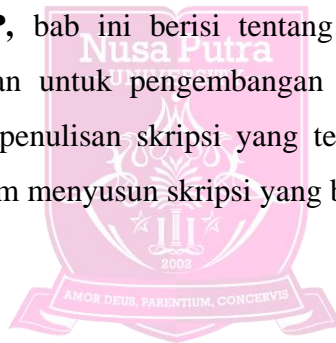 P, bab ini berisi tentang
Nusa Putra
UNIVERSITY
an untuk pengembangan
penulisan skripsi yang te
m menyusun skripsi yang b
2002
AMOR DEUS, PARENTIUM, CONCERVIS